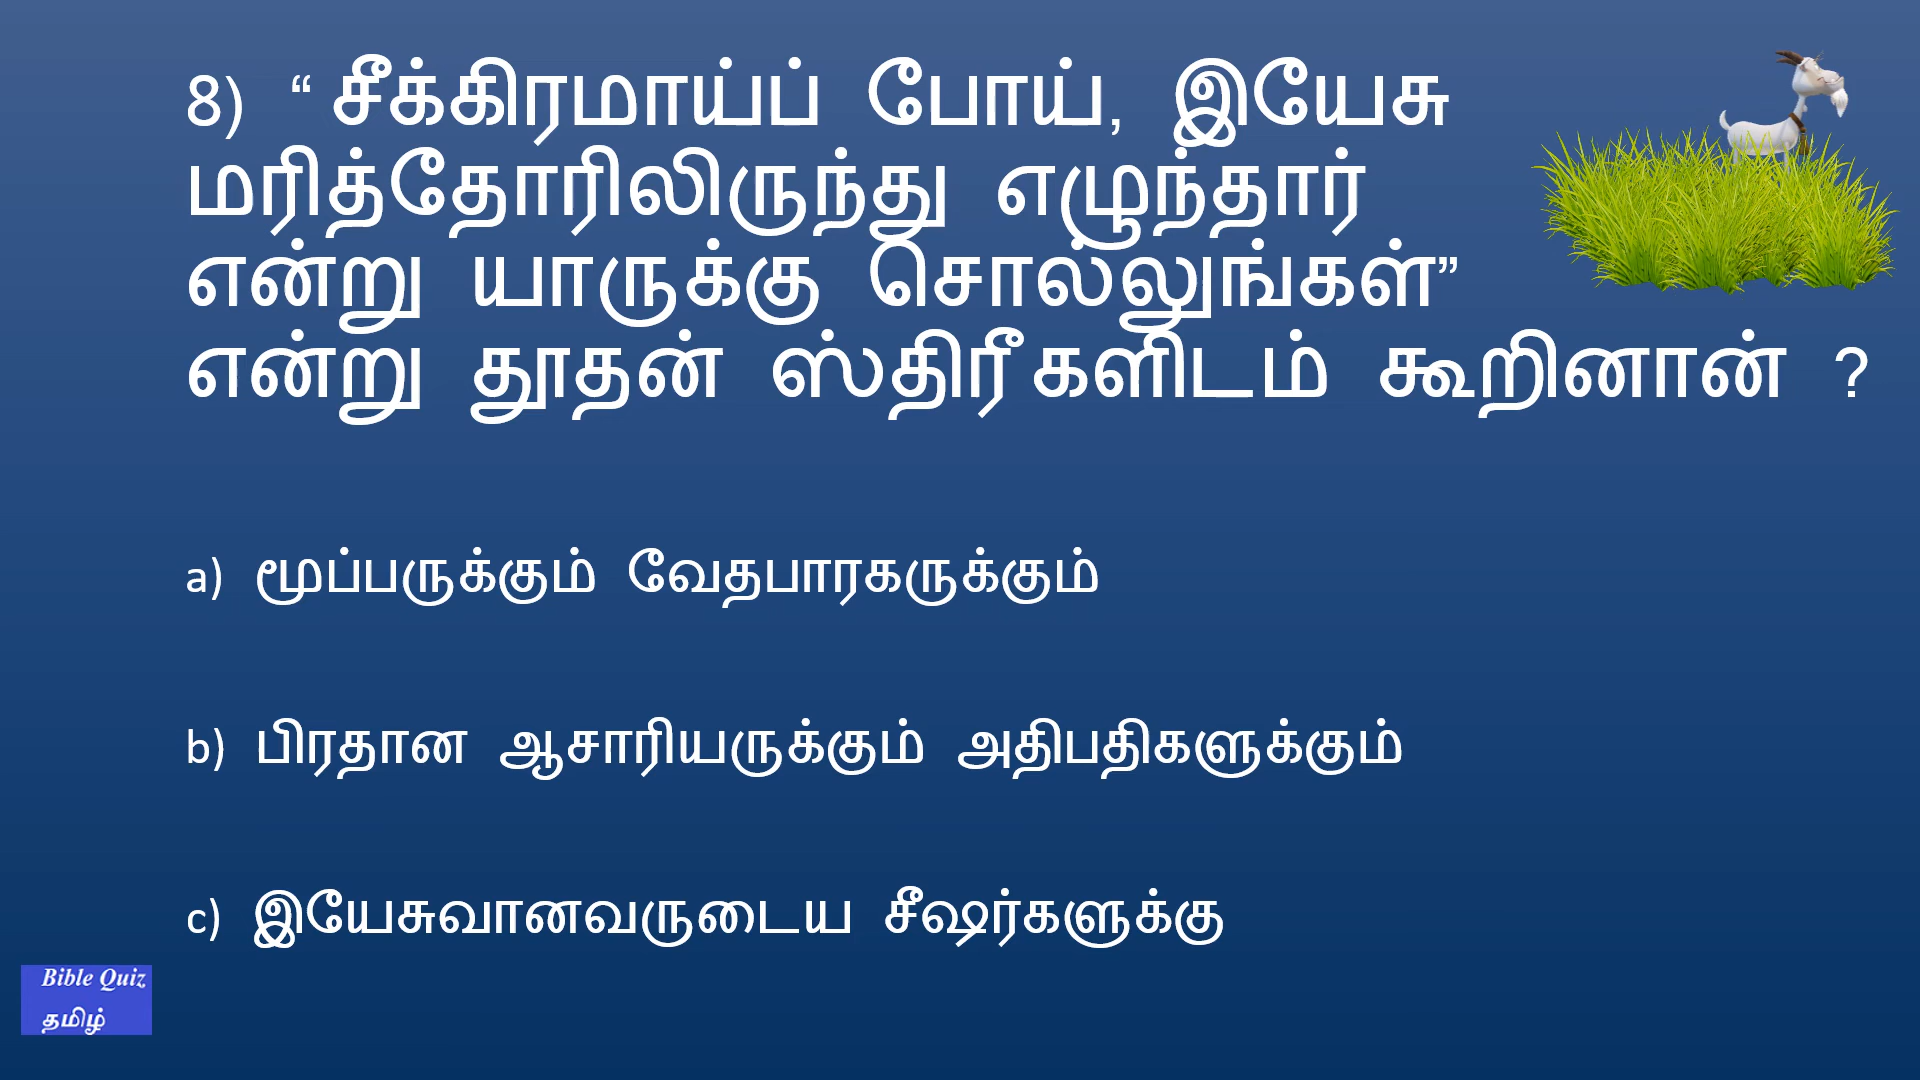 8) “ சீக்கிரமாய்ப் போய், இயேசு
மரித்தோரிலிருந்து எழுந்தார்
என்று யாருக்கு சொல்லுங்கள்”
என்று தூதன் ஸ்திரீகளிடம் கூறினான் ?
a) மூப்பருக்கும் வேதபாரகருக்கும்
b) பிரதான ஆசாரியருக்கும் அதிபதிகளுக்கும்
c) இயேசுவானவருடைய சீஷர்களுக்கு
Bible Quiz
தமிழ்